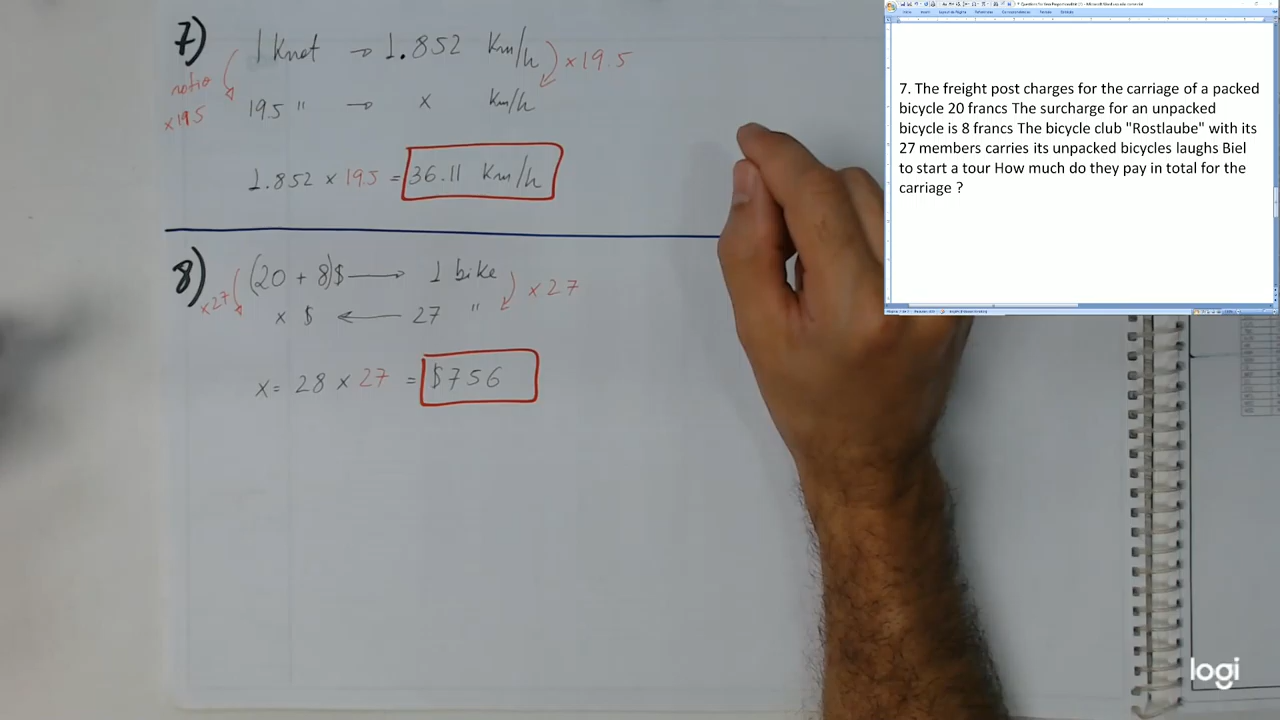 7)
1 Knot → 1.852 Km/h
× 19.5
ratio
× 19.5
19.5 " → x Km/h
1.852 × 19.5 = 36.11 Km/h
8)
(20 + 8)$ → 1 bike
× 27
× 27
x $ ← 27 "
x = 28 × 27 = $756
7. The freight post charges for the carriage of a packed
bicycle 20 francs The surcharge for an unpacked
bicycle is 8 francs The bicycle club "Rostlaube" with its
27 members carries its unpacked bicycles laughs Biel
to start a tour How much do they pay in total for the
carriage ?
logi